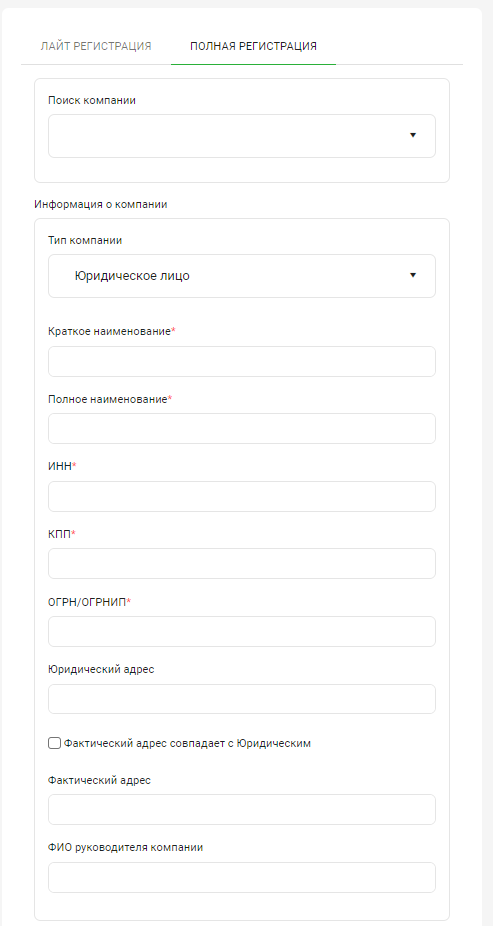 ЛАЙТ РЕГИСТРАЦИЯ ПОЛНАЯ РЕГИСТРАЦИЯ
Поиск компании
Информация о компании
Тип компании
Юридическое лицо
Краткое наименование*
Полное наименование*
ИНН*
КПП*
ОГРН/ОГРНИП*
Юридический адрес
Фактический адрес совпадает с Юридическим
Фактический адрес
ФИО руководителя компании